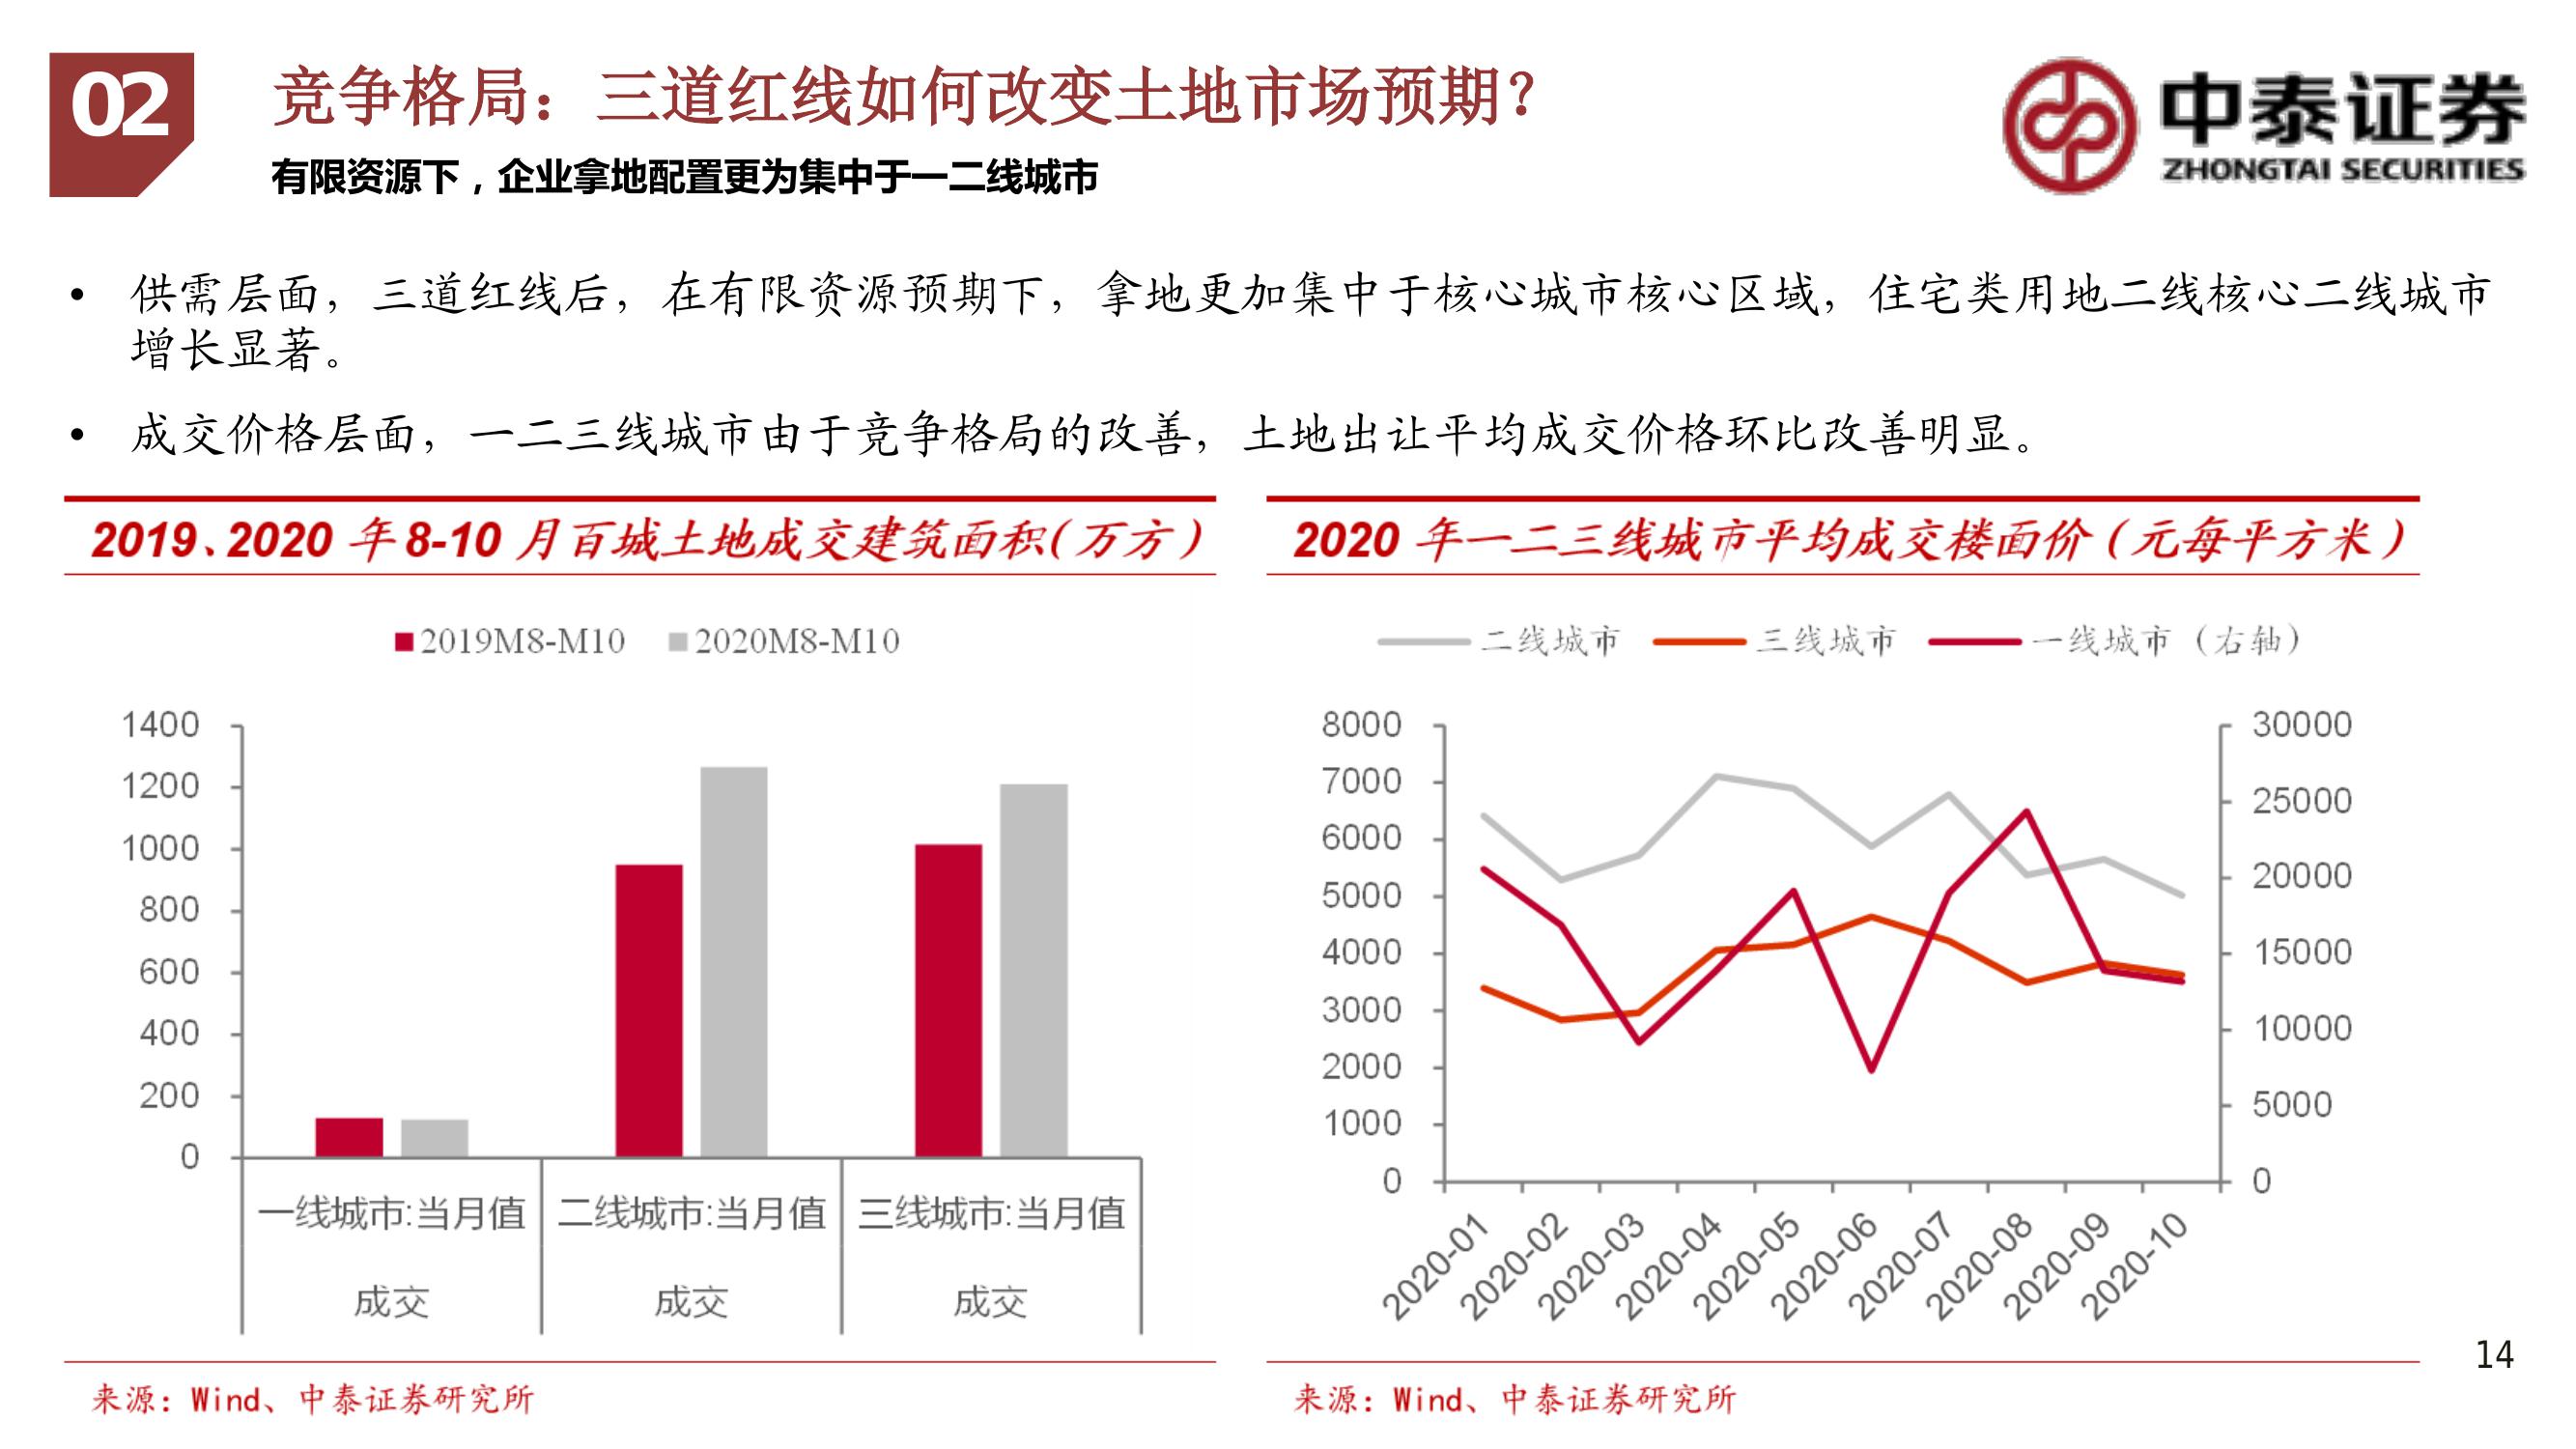 02
竞争格局：三道红线如何改变土地市场预期？
有限资源下，企业拿地配置更为集中于一二线城市
中泰证券
ZHONGTAI SECURITIES
• 供需层面，三道红线后，在有限资源预期下，拿地更加集中于核心城市核心区域，住宅类用地二线核心二线城市
增长显著。
• 成交价格层面，一二三线城市由于竞争格局的改善，土地出让平均成交价格环比改善明显。
2019、2020 年 8-10 月百城土地成交建筑面积（万方）
2019M8-M10 2020M8-M10
1400
1200
1000
800
600
400
200
0
一线城市:当月值 二线城市:当月值 三线城市:当月值
成交 成交 成交
来源：Wind、中泰证券研究所
2020 年一二三线城市平均成交楼面价（元每平方米）
二线城市 三线城市 一线城市（右轴）
8000
7000
6000
5000
4000
3000
2000
1000
0
30000
25000
20000
15000
10000
5000
0
2020-01 2020-02 2020-03 2020-04 2020-05 2020-06 2020-07 2020-08 2020-09 2020-10
来源：Wind、中泰证券研究所
14